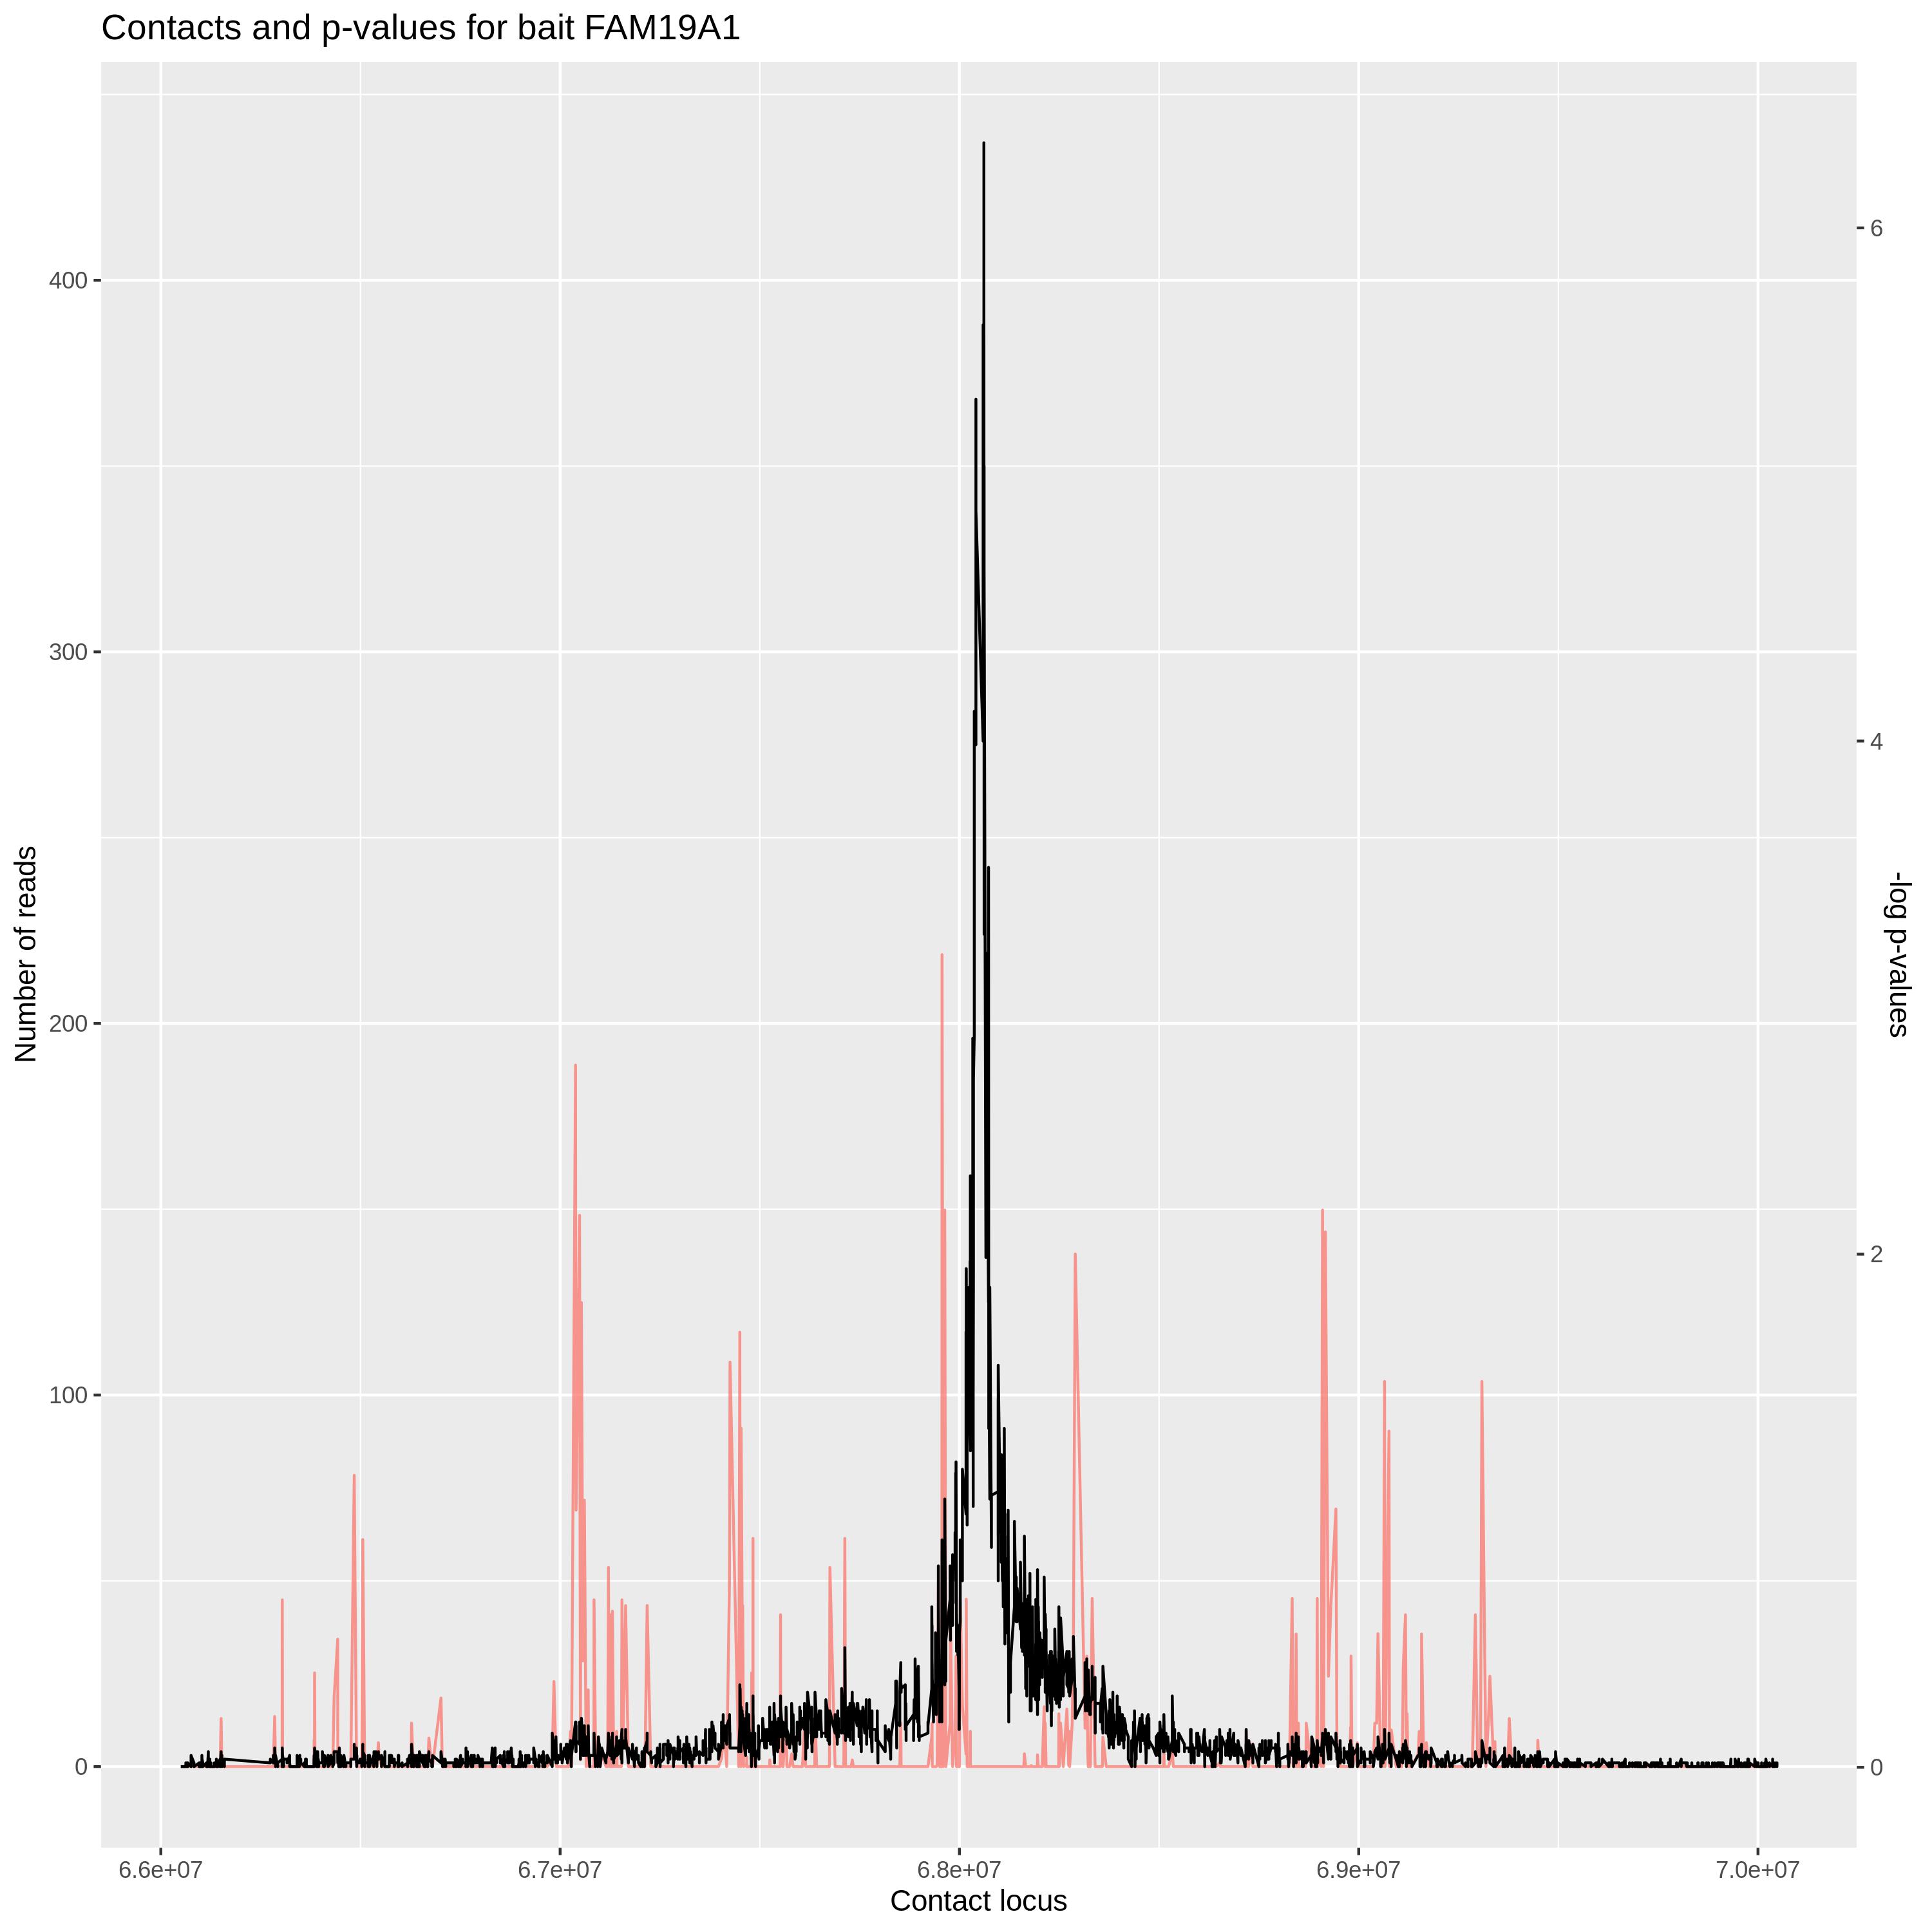 Contacts and p-values for bait FAM19A1
400
300
200
100
0
Number of reads
6
4
2
0
-log p-values
6.6e+07
6.7e+07
6.8e+07
6.9e+07
7.0e+07
Contact locus